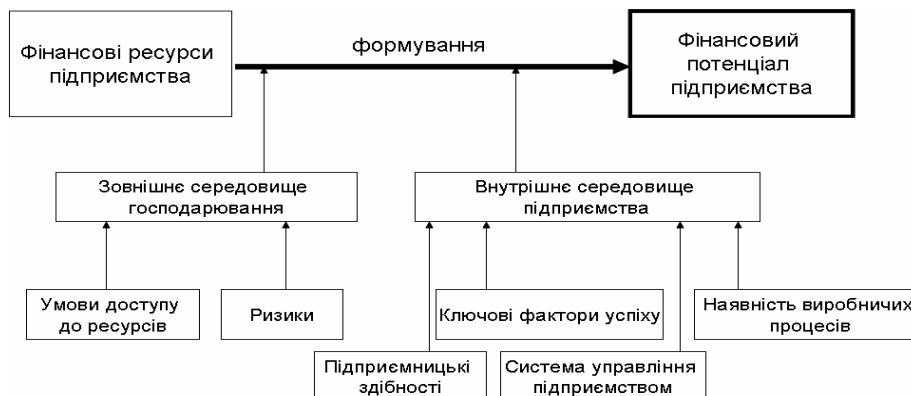 Фінансові ресурси
підприємства
формування
Фінансовий
потенціал
підприємства
Зовнішнє середовище
господарювання
Внутрішнє середовище
підприємства
Умови доступу
до ресурсів
Ризики
Ключові фактори успіху
Наявність виробничих
процесів
Підприємницькі
здібності
Система управління
підприємством